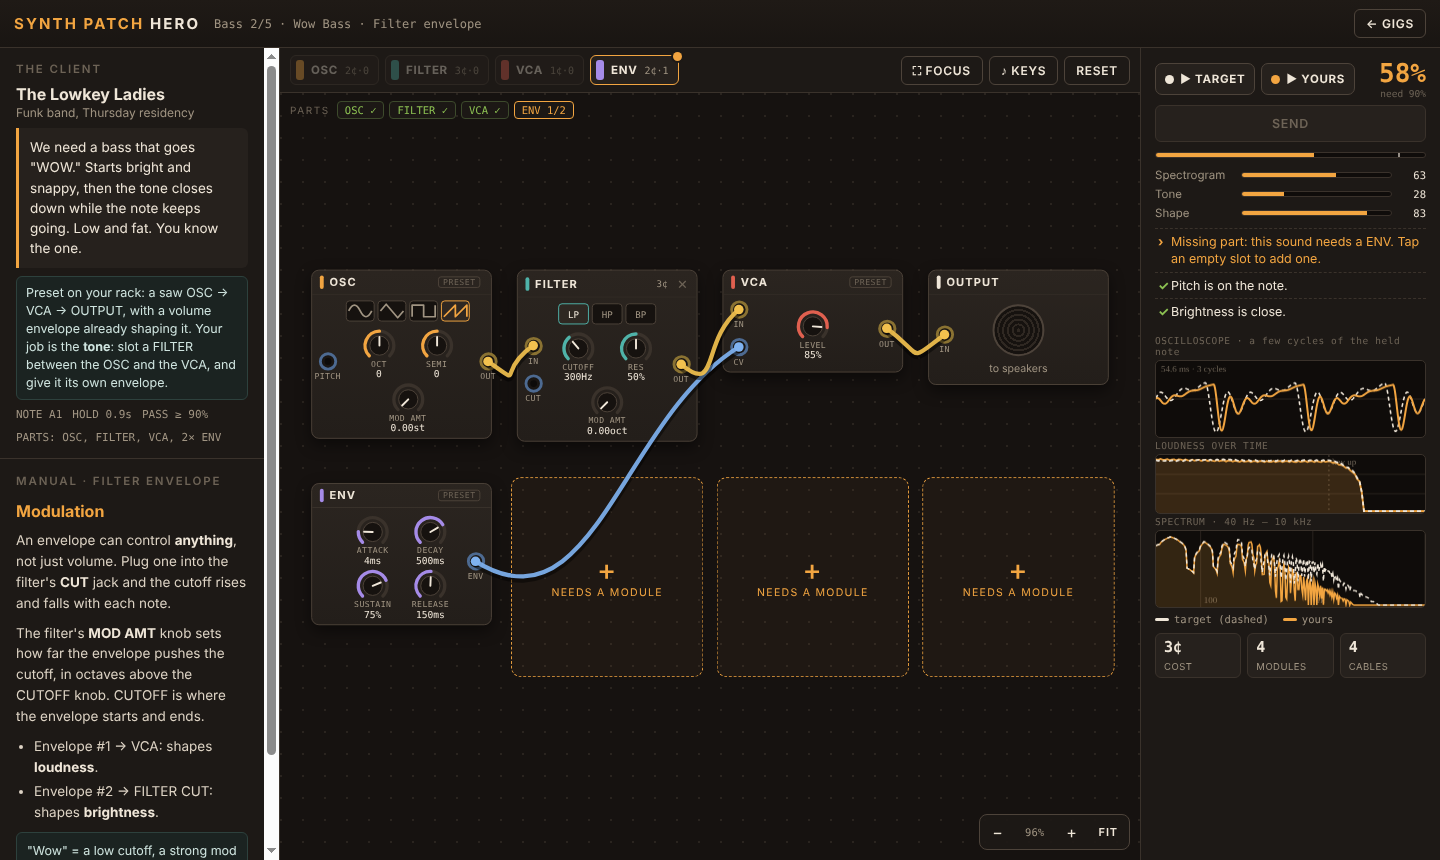 SYNTH PATCH HERO
Bass 2/5 · Wow Bass · Filter envelope
← GIGS
THE CLIENT
The Lowkey Ladies
Funk band, Thursday residency
We need a bass that goes
"WOW." Starts bright and
snappy, then the tone closes
down while the note keeps
going. Low and fat. You know
the one.
Preset on your rack: a saw OSC →
VCA → OUTPUT, with a volume
envelope already shaping it. Your
job is the tone: slot a FILTER
between the OSC and the VCA, and
give it its own envelope.
NOTE A1 HOLD 0.9s PASS ≥ 90%
PARTS: OSC, FILTER, VCA, 2× ENV
MANUAL · FILTER ENVELOPE
Modulation
An envelope can control anything,
not just volume. Plug one into the
filter's CUT jack and the cutoff rises
and falls with each note.
The filter's MOD AMT knob sets
how far the envelope pushes the
cutoff, in octaves above the
CUTOFF knob. CUTOFF is where
the envelope starts and ends.
• Envelope #1 → VCA: shapes
loudness.
• Envelope #2 → FILTER CUT:
shapes brightness.
"Wow" = a low cutoff, a strong mod
OSC 2¢·0
FILTER 3¢·0
VCA 1¢·0
ENV 2¢·1
FOCUS
♪ KEYS
RESET
PARTS
OSC ✓
FILTER ✓
VCA ✓
ENV 1/2
OSC
PRESET
PITCH
OCT
0
SEMI
0
MOD AMT
0.00st
OUT
FILTER
3¢ ×
LP
HP
BP
IN
CUT
CUTOFF
300Hz
RES
50%
MOD AMT
0.00oct
OUT
VCA
PRESET
IN
CV
LEVEL
85%
OUT
OUTPUT
IN
to speakers
ENV
PRESET
ATTACK
4ms
DECAY
500ms
SUSTAIN
75%
RELEASE
150ms
ENV
+
NEEDS A MODULE
+
NEEDS A MODULE
+
NEEDS A MODULE
−
96%
+
FIT
▶ TARGET
▶ YOURS
58%
need 90%
SEND
Spectrogram 63
Tone 28
Shape 83
› Missing part: this sound needs a ENV. Tap
an empty slot to add one.
✓ Pitch is on the note.
✓ Brightness is close.
OSCILLOSCOPE · a few cycles of the held
note
54.6 ms · 3 cycles
LOUDNESS OVER TIME
up
SPECTRUM · 40 Hz – 10 kHz
100
target (dashed)
yours
3¢
COST
4
MODULES
4
CABLES